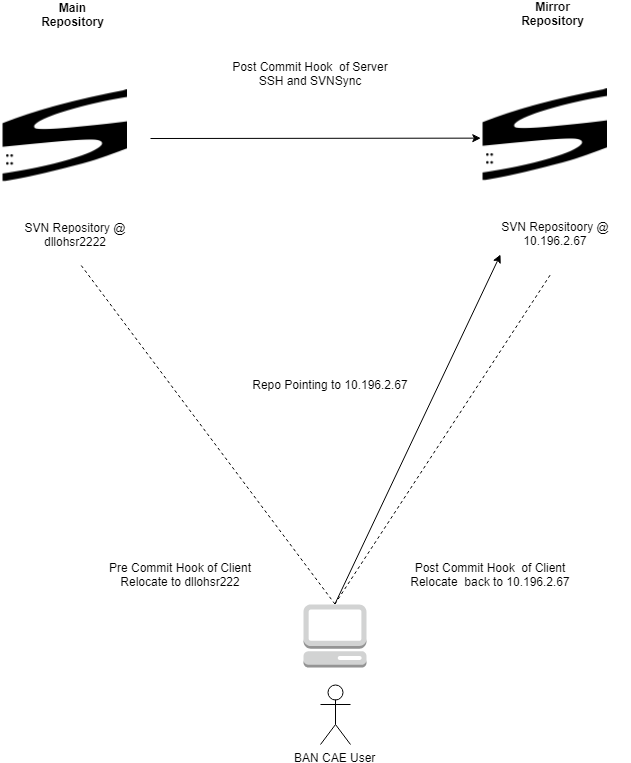 Main
Repository
Mirror
Repository
Post Commit Hook of Server
SSH and SVNSync
SVN Repository @
dllohsr2222
SVN Repositoory @
10.196.2.67
Repo Pointing to 10.196.2.67
Pre Commit Hook of Client
Relocate to dllohsr222
Post Commit Hook of Client
Relocate back to 10.196.2.67
BAN CAE User